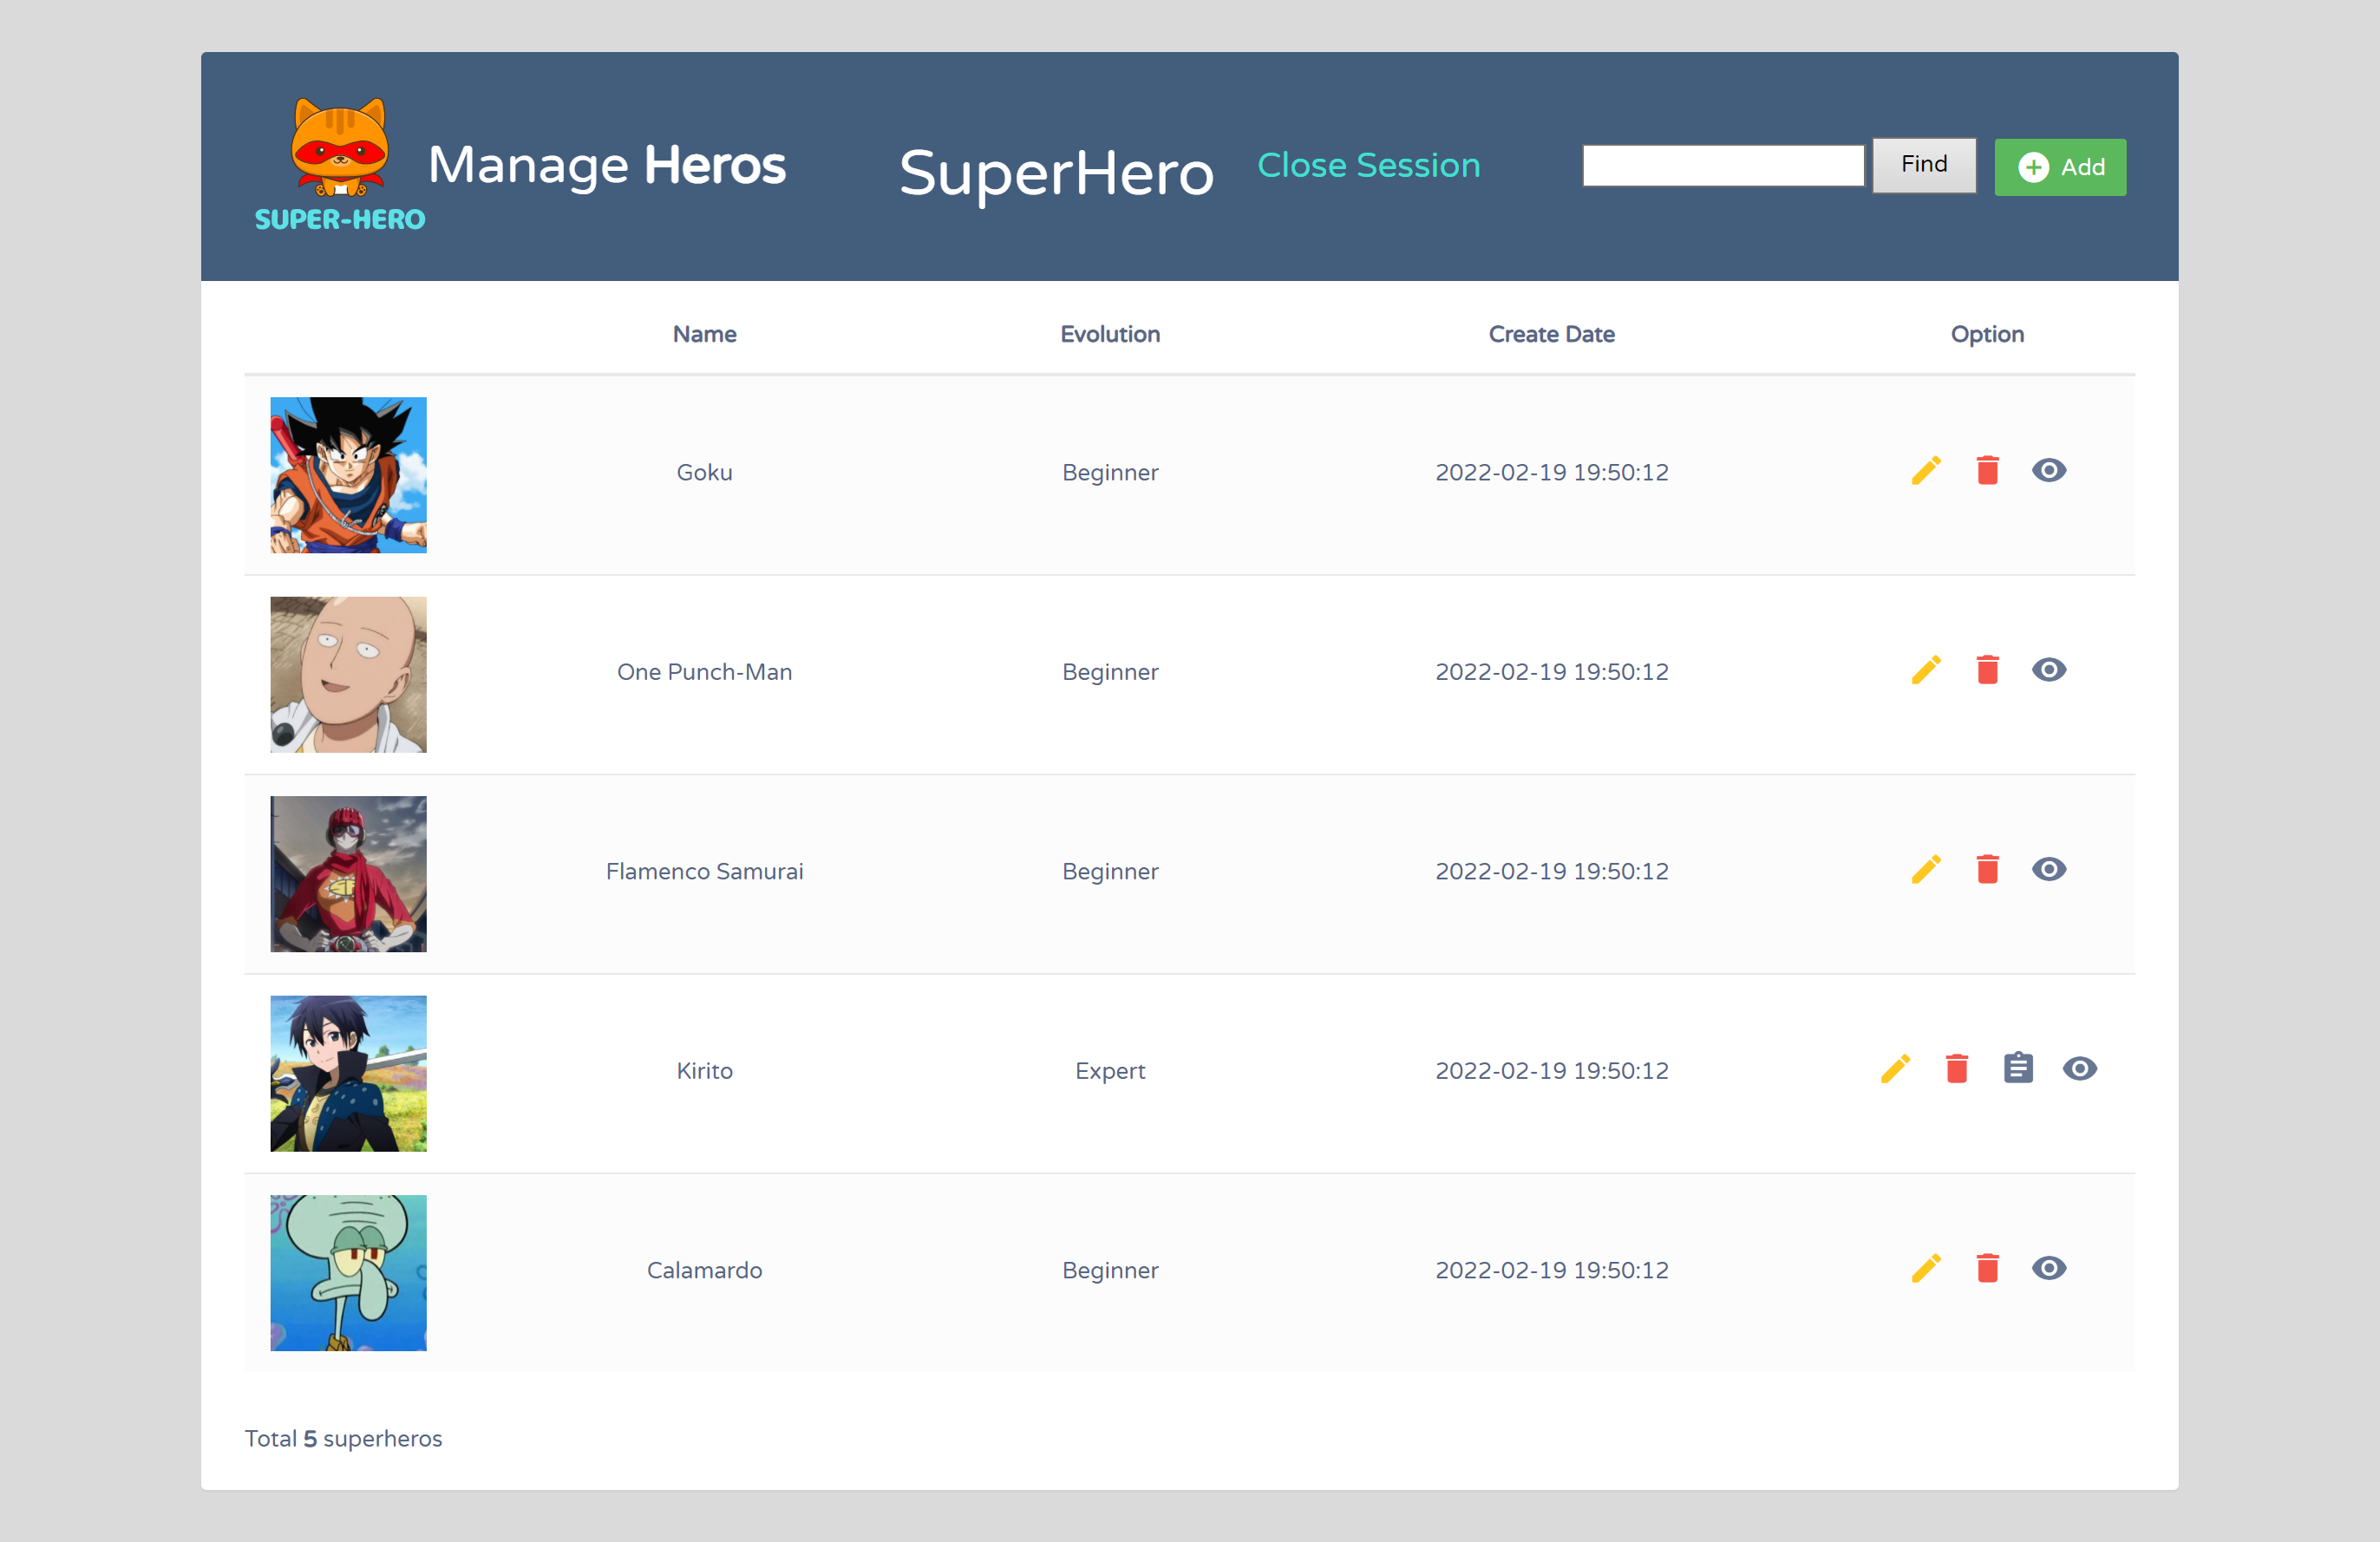 SUPER-HERO
Manage Heros
SuperHero
Close Session
Find
Add
Name Evolution Create Date Option
Goku Beginner 2022-02-19 19:50:12
One Punch-Man Beginner 2022-02-19 19:50:12
Flamenco Samurai Beginner 2022-02-19 19:50:12
Kirito Expert 2022-02-19 19:50:12
Calamardo Beginner 2022-02-19 19:50:12
Total 5 superheros